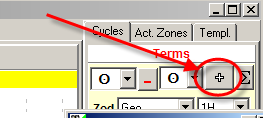 Cycles Act. Zones Templ.
Terms
Θ – Θ + Σ
Zod Geo 1H